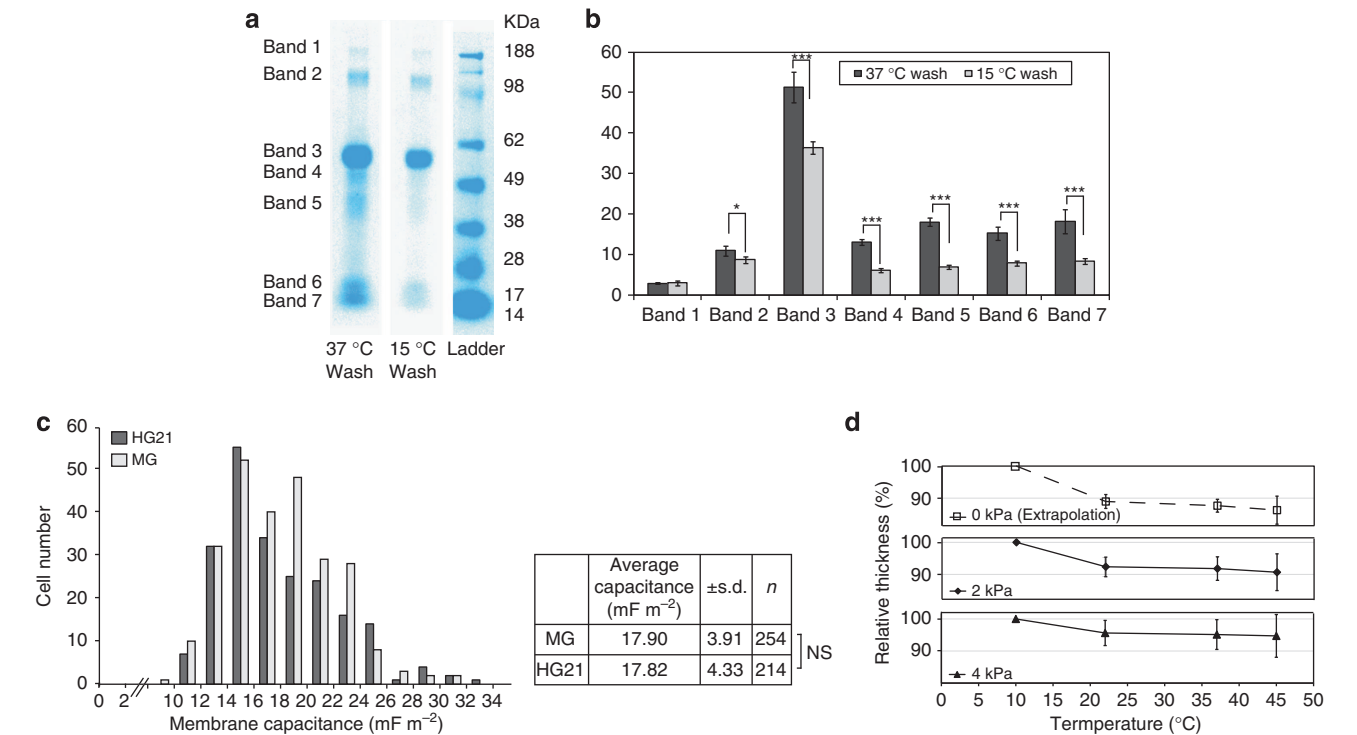 a
KDa
Band 1
188
Band 2
98
62
Band 3
Band 4
49
Band 5
38
28
Band 6
17
Band 7
14
37 °C
Wash
15 °C
Wash
Ladder
b
60
50
40
30
20
10
0
37 °C wash
15 °C wash
*
***
***
***
***
***
Band 1 Band 2 Band 3 Band 4 Band 5 Band 6 Band 7
c
60
50
40
30
20
10
0
HG21
MG
Cell number
0 2 10 12 14 16 18 20 22 24 26 28 30 32 34
Membrane capacitance (mF m⁻²)
Average
capacitance
(mF m⁻²)
±s.d.
n
MG 17.90 3.91 254
HG21 17.82 4.33 214
NS
d
Relative thickness (%)
100
90
0 kPa (Extrapolation)
100
90
2 kPa
100
90
4 kPa
0 5 10 15 20 25 30 35 40 45 50
Termperature (°C)